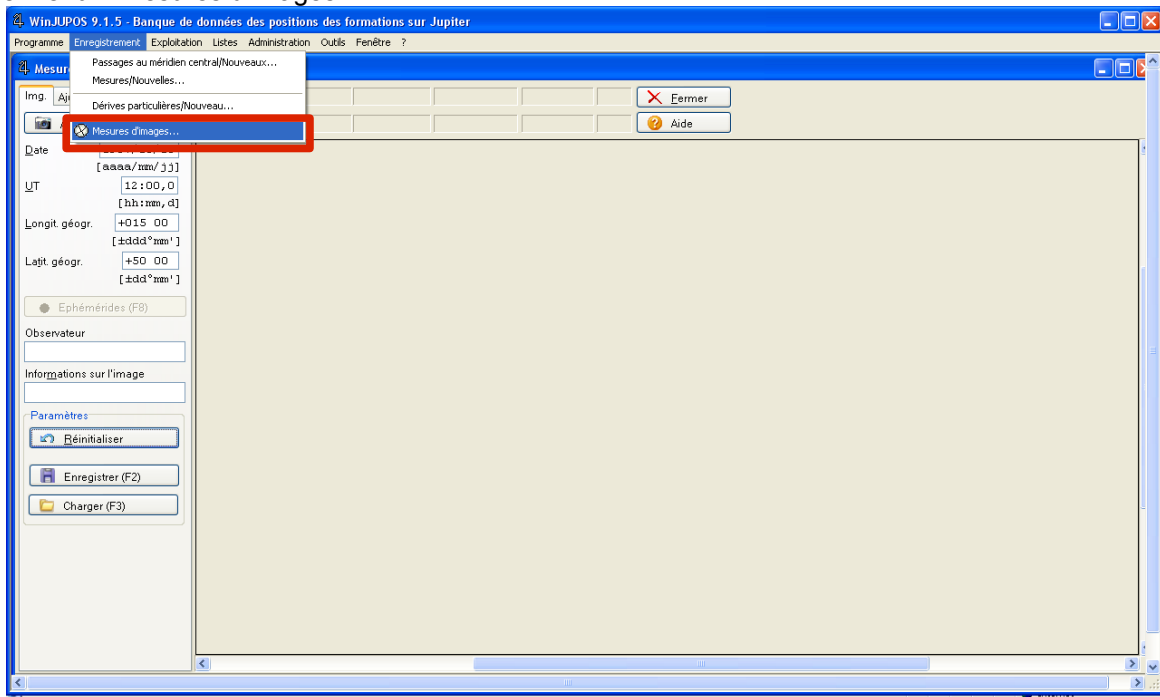 WinJUPOS 9.1.5 - Banque de données des positions des formations sur Jupiter
Programme Enregistrement Exploitation Listes Administration Outils Fenêtre ?
Passages au méridien central/Nouveaux...
Mesures/Nouvelles...
Dérives particulières/Nouveau...
Mesures d'images...
Img.
Fermer
Aide
Date
[aaaa/mm/jj]
UT 12:00,0
[hh:mm,d]
Longit. géogr. +015 00
[±ddd°mm']
Latit. géogr. +50 00
[±dd°mm']
Ephémérides (F8)
Observateur
Informations sur l'image
Paramètres
Réinitialiser
Enregistrer (F2)
Charger (F3)